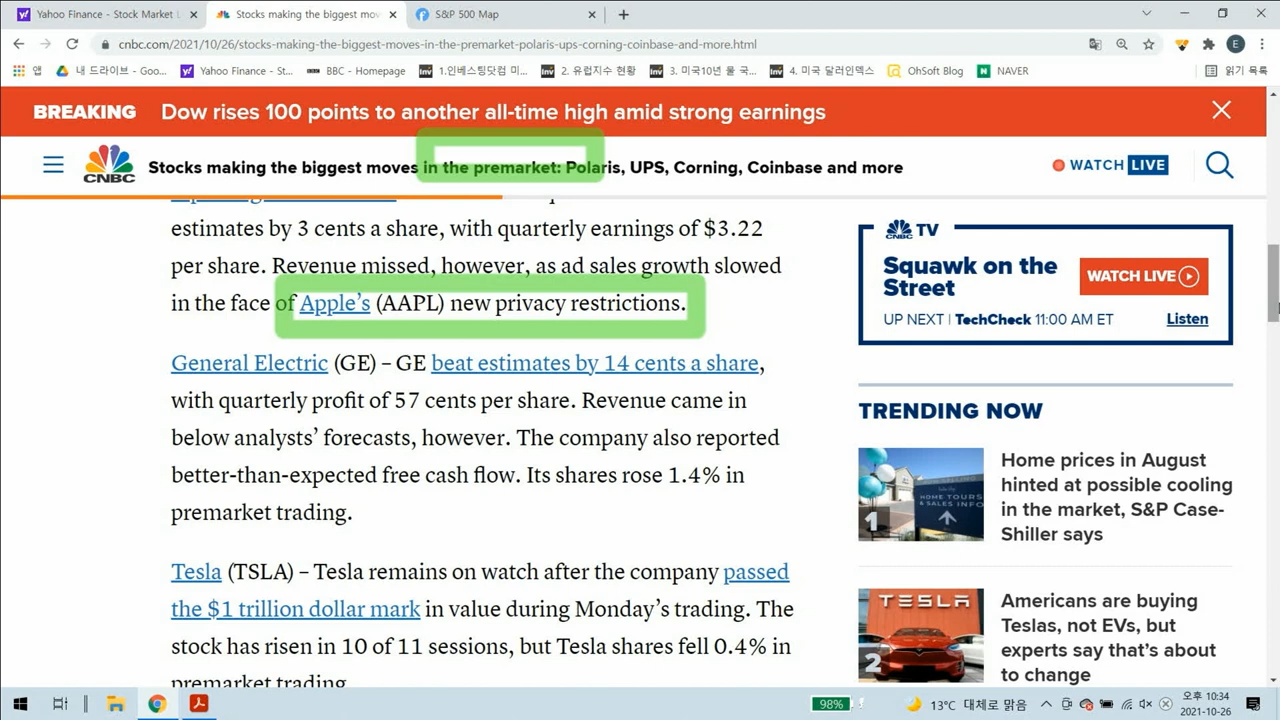 Yahoo Finance - Stock Market L
Stocks making the biggest mov
S&P 500 Map
cnbc.com/2021/10/26/stocks-making-the-biggest-moves-in-the-premarket-polaris-ups-corning-coinbase-and-more.html
E
앱
내 드라이브 - Goo...
Yahoo Finance - St...
BBC - Homepage
1.인베스팅닷컴 미...
2. 유럽지수 현황
3. 미국10년 물 국...
4. 미국 달러인덱스
OhSoft Blog
NAVER
읽기 목록
BREAKING Dow rises 100 points to another all-time high amid strong earnings
CNBC
Stocks making the biggest moves in the premarket: Polaris, UPS, Corning, Coinbase and more
WATCH LIVE
estimates by 3 cents a share, with quarterly earnings of $3.22
per share. Revenue missed, however, as ad sales growth slowed
in the face of Apple's (AAPL) new privacy restrictions.
General Electric (GE) – GE beat estimates by 14 cents a share,
with quarterly profit of 57 cents per share. Revenue came in
below analysts' forecasts, however. The company also reported
better-than-expected free cash flow. Its shares rose 1.4% in
premarket trading.
Tesla (TSLA) – Tesla remains on watch after the company passed
the $1 trillion dollar mark in value during Monday's trading. The
stock has risen in 10 of 11 sessions, but Tesla shares fell 0.4% in
premarket trading.
CNBC TV
Squawk on the
Street
WATCH LIVE
UP NEXT | TechCheck 11:00 AM ET
Listen
TRENDING NOW
HOME TOURS
& SALES INFO
1
Home prices in August
hinted at possible cooling
in the market, S&P Case-
Shiller says
TESLA
2
Americans are buying
Teslas, not EVs, but
experts say that's about
to change
98%
13°C 대체로 맑음
오후 10:34
2021-10-26